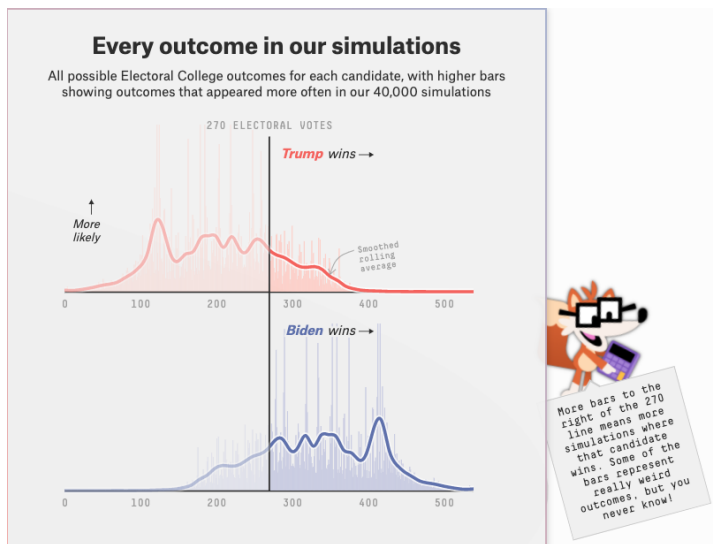 Every outcome in our simulations
All possible Electoral College outcomes for each candidate, with higher bars
showing outcomes that appeared more often in our 40,000 simulations
270 ELECTORAL VOTES
Trump wins →
↑
More
likely
Smoothed
rolling
average
0 100 200 300 400 500
Biden wins →
0 100 200 300 400 500
More bars to the
right of the 270
line means more
simulations where
that candidate
wins. Some of the
bars represent
really weird
outcomes, but you
never know!